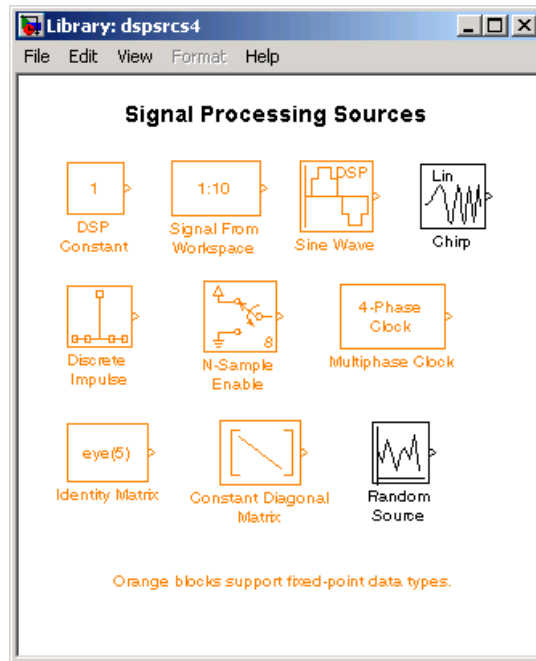 Library: dspsrcs4
File Edit View Format Help
Signal Processing Sources
1
DSP
Constant
1:10
Signal From
Workspace
DSP
Sine Wave
Lin
Chirp
Discrete
Impulse
8
N-Sample
Enable
4-Phase
Clock
Multiphase Clock
eye(5)
Identity Matrix
Constant Diagonal
Matrix
Random
Source
Orange blocks support fixed-point data types.